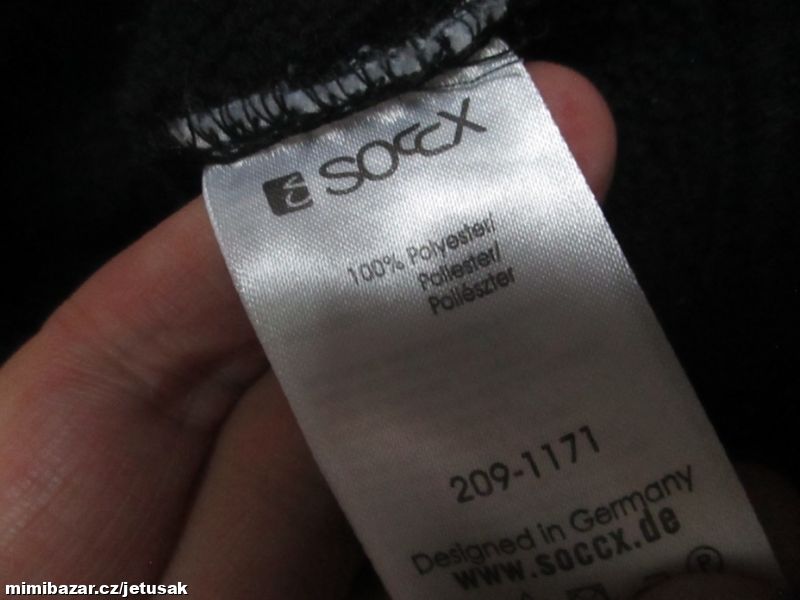 SOCCX
100% Polyester/
Poliester/
Poliészter
209-1171
Designed in Germany
www.soccx.de
P
mimibazar.cz/jetusak